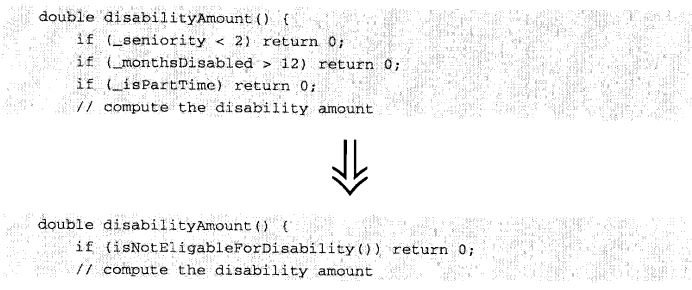 double disabilityAmount() {
if (_seniority < 2) return 0;
if (_monthsDisabled > 12) return 0;
if (_isPartTime) return 0;
// compute the disability amount
double disabilityAmount() {
if (isNotEligableForDisability()) return 0;
// compute the disability amount